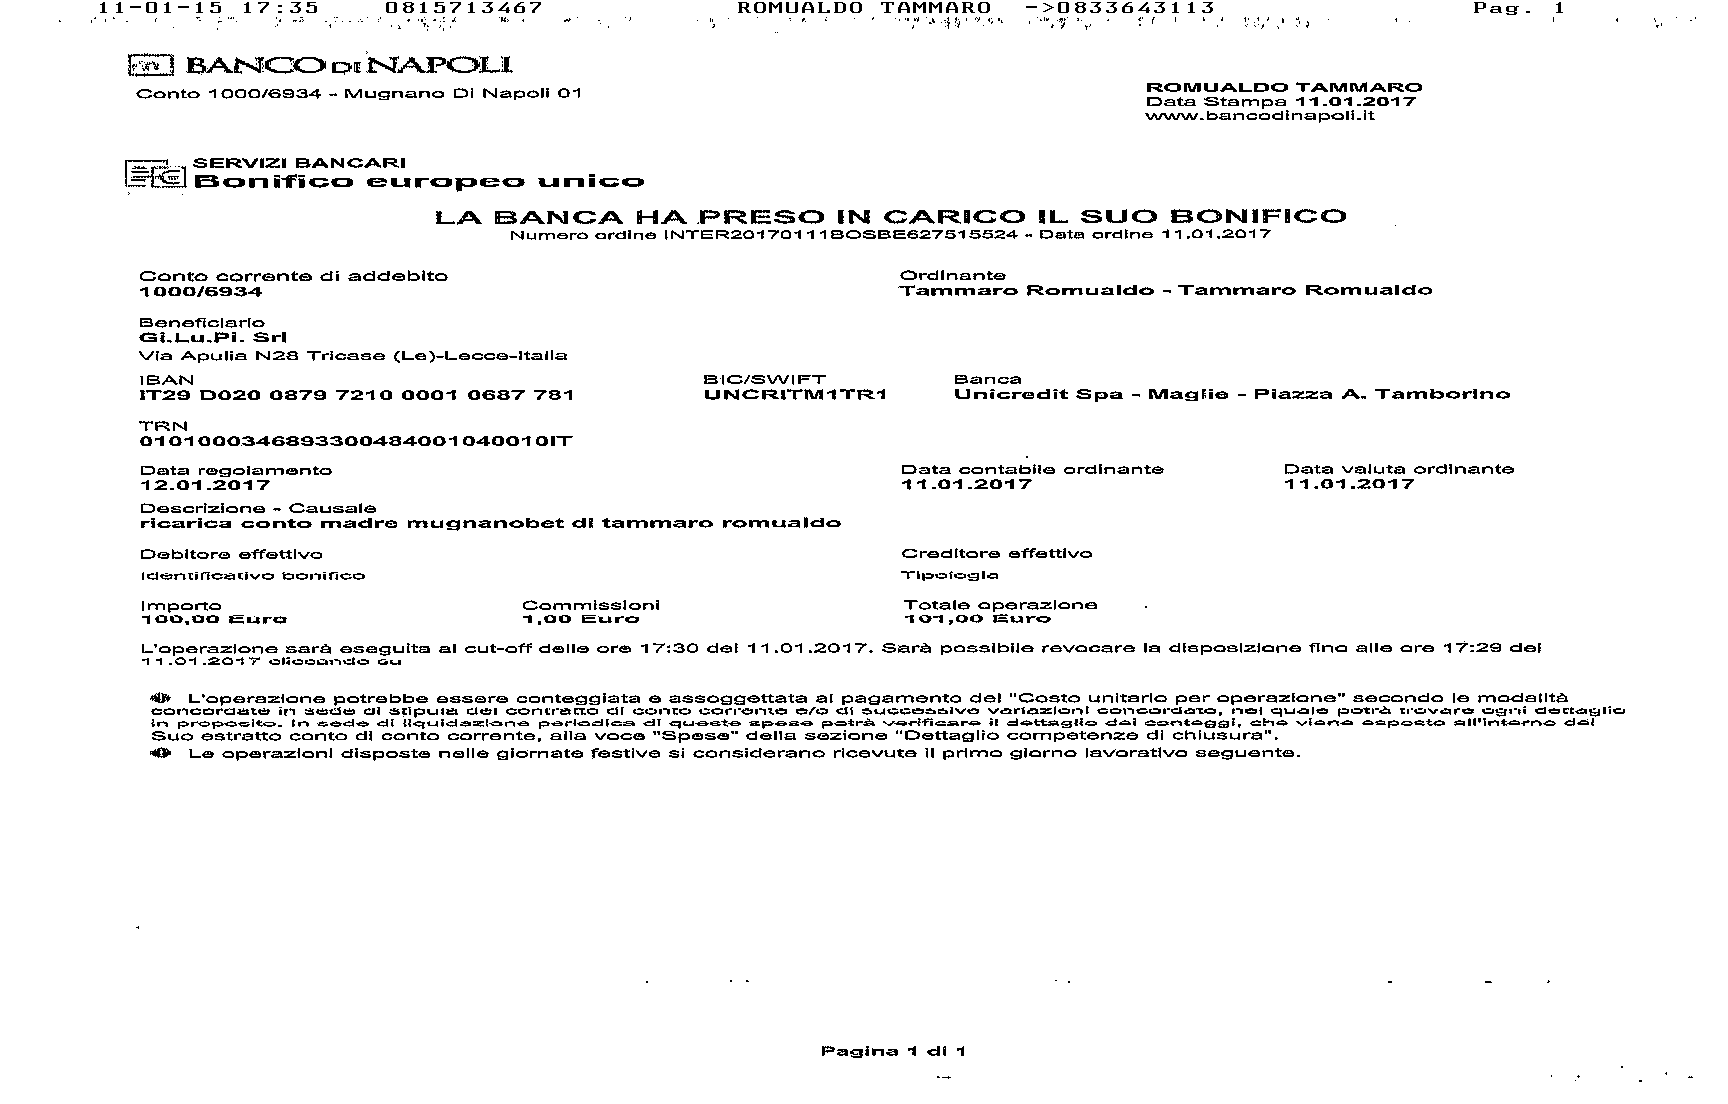 11-01-15 17:35 0815713467 ROMUALDO TAMMARO ->0833643113 Pag. 1
BANCO DI NAPOLI
Conto 1000/6934 - Mugnano Di Napoli 01
ROMUALDO TAMMARO
Data Stampa 11.01.2017
www.bancodinapoli.it
SERVIZI BANCARI
Bonifico europeo unico
LA BANCA HA PRESO IN CARICO IL SUO BONIFICO
Numero ordine INTER20170111BOSBE627515524 - Data ordine 11.01.2017
Conto corrente di addebito Ordinante
1000/6934 Tammaro Romualdo - Tammaro Romualdo
Beneficiario
Gi.Lu.Pi. Srl
Via Apulia N28 Tricase (Le)-Lecce-Italia
IBAN BIC/SWIFT Banca
IT29 D020 0879 7210 0001 0687 781 UNCRITM1TR1 Unicredit Spa - Maglie - Piazza A. Tamborino
TRN
0101000346893300484001040010IT
Data regolamento Data contabile ordinante Data valuta ordinante
12.01.2017 11.01.2017 11.01.2017
Descrizione - Causale
ricarica conto madre mugnanobet di tammaro romualdo
Debitore effettivo Creditore effettivo
Identificativo bonifico Tipologia
Importo Commissioni Totale operazione
100,00 Euro 1,00 Euro 101,00 Euro
L'operazione sarà eseguita al cut-off delle ore 17:30 del 11.01.2017. Sarà possibile revocare la disposizione fino alle ore 17:29 del
11.01.2017 cliccando su
L'operazione potrebbe essere conteggiata e assoggettata al pagamento del "Costo unitario per operazione" secondo le modalità
concordate in sede di stipula del contratto di conto corrente e/o di successive variazioni concordate, nel quale potrà trovare ogni dettaglio
in proposito. In sede di liquidazione periodica di queste spese potrà verificare il dettaglio dei conteggi, che viene esposto all'interno del
Suo estratto conto di conto corrente, alla voce "Spese" della sezione "Dettaglio competenze di chiusura".
Le operazioni disposte nelle giornate festive si considerano ricevute il primo giorno lavorativo seguente.
Pagina 1 di 1